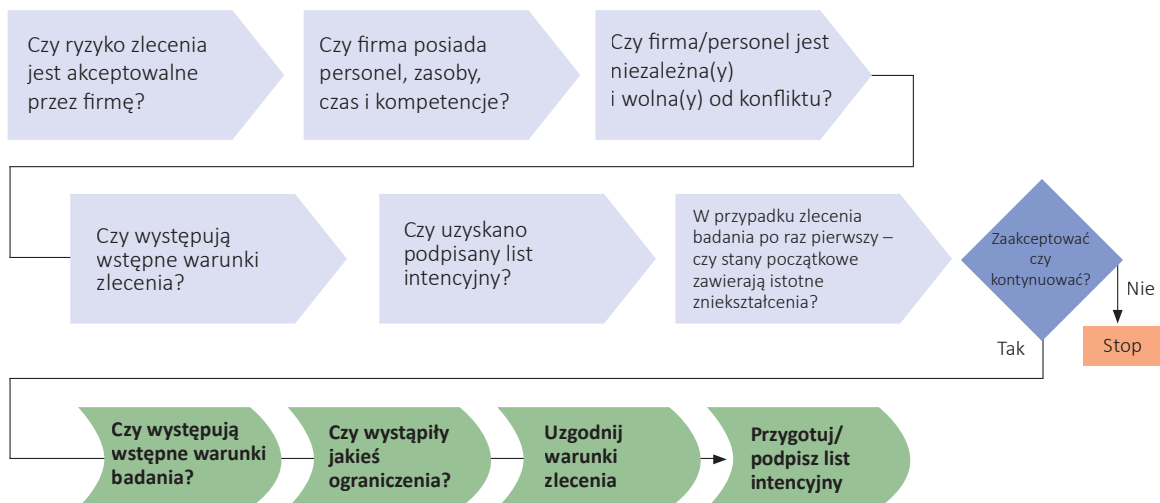 Czy ryzyko zlecenia
jest akceptowalne
przez firmę?
Czy firma posiada
personel, zasoby,
czas i kompetencje?
Czy firma/personel jest
niezależna(y)
i wolna(y) od konfliktu?
Czy występują
wstępne warunki
zlecenia?
Czy uzyskano
podpisany list
intencyjny?
W przypadku zlecenia
badania po raz pierwszy –
czy stany początkowe
zawierają istotne
zniekształcenia?
Zaakceptować
czy
kontynuować?
Nie
Stop
Tak
Czy występują
wstępne warunki
badania?
Czy wystąpiły
jakieś
ograniczenia?
Uzgodnij
warunki
zlecenia
Przygotuj/
podpisz list
intencyjny